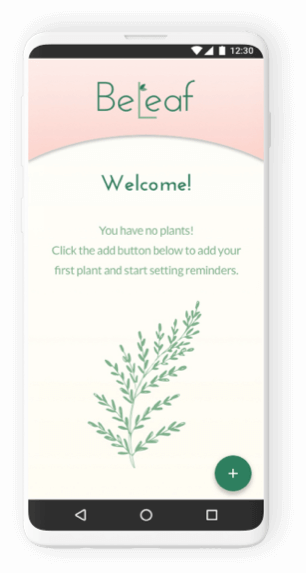 12:30
BeLeaf
Welcome!
You have no plants!
Click the add button below to add your
first plant and start setting reminders.
+